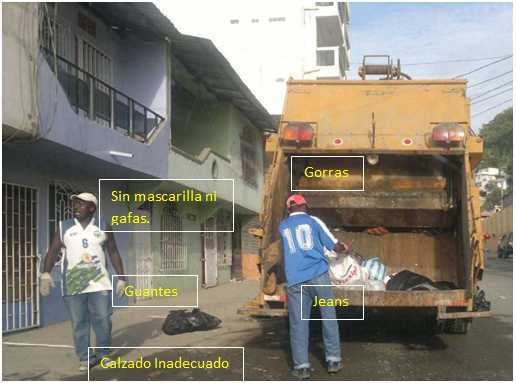 Gorras
Sin mascarilla ni
gafas.
6
10
Guantes
Jeans
Calzado Inadecuado